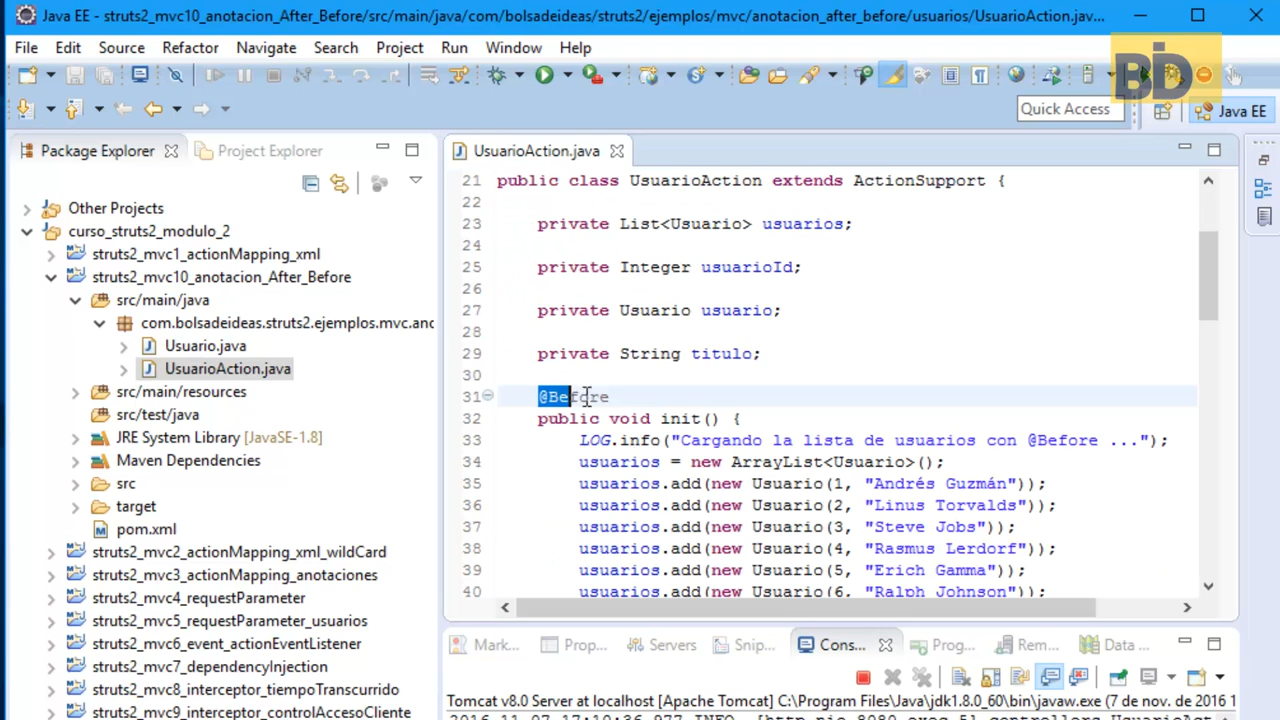 Java EE - struts2_mvc10_anotacion_After_Before/src/main/java/com/bolsadeideas/struts2/ejemplos/mvc/anotacion_after_before/usuarios/UsuarioAction.jav...
File Edit Source Refactor Navigate Search Project Run Window Help
BD
Quick Access
Java EE
Package Explorer
Project Explorer
UsuarioAction.java
Other Projects
curso_struts2_modulo_2
struts2_mvc1_actionMapping_xml
struts2_mvc10_anotacion_After_Before
src/main/java
com.bolsadeideas.struts2.ejemplos.mvc.anc
Usuario.java
UsuarioAction.java
src/main/resources
src/test/java
JRE System Library [JavaSE-1.8]
Maven Dependencies
src
target
pom.xml
struts2_mvc2_actionMapping_xml_wildCard
struts2_mvc3_actionMapping_anotaciones
struts2_mvc4_requestParameter
struts2_mvc5_requestParameter_usuarios
struts2_mvc6_event_actionEventListener
struts2_mvc7_dependencyInjection
struts2_mvc8_interceptor_tiempoTranscurrido
struts2_mvc9_interceptor_controlAccesoCliente
21 public class UsuarioAction extends ActionSupport {
22
23 private List<Usuario> usuarios;
24
25 private Integer usuarioId;
26
27 private Usuario usuario;
28
29 private String titulo;
30
31 @Before
32 public void init() {
33 LOG.info("Cargando la lista de usuarios con @Before ...");
34 usuarios = new ArrayList<Usuario>();
35 usuarios.add(new Usuario(1, "Andrés Guzmán"));
36 usuarios.add(new Usuario(2, "Linus Torvalds"));
37 usuarios.add(new Usuario(3, "Steve Jobs"));
38 usuarios.add(new Usuario(4, "Rasmus Lerdorf"));
39 usuarios.add(new Usuario(5, "Erich Gamma"));
40 usuarios.add(new Usuario(6, "Ralph Johnson"));
Mark... Prop... Servers Snip... Cons... Prog... Rem... Data ...
Tomcat v8.0 Server at localhost [Apache Tomcat] C:\Program Files\Java\jdk1.8.0_60\bin\javaw.exe (7 de nov. de 2016 1